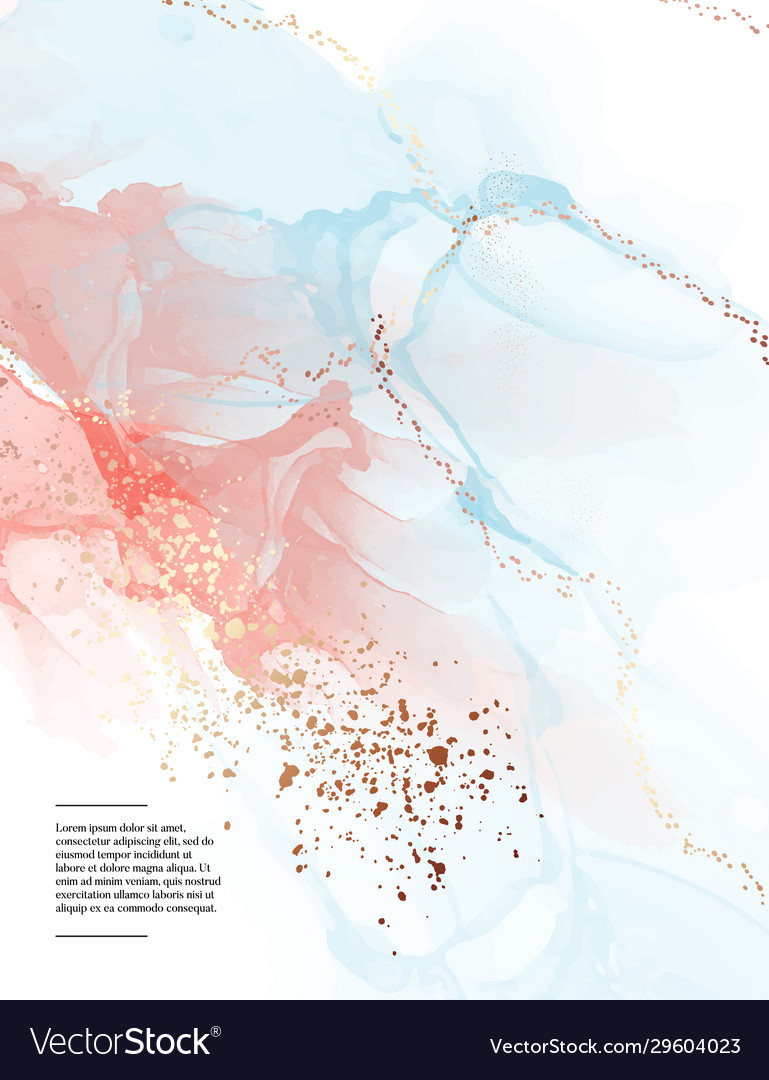 Lorem ipsum dolor sit amet,
consectetur adipiscing elit, sed do
eiusmod tempor incididunt ut
labore et dolore magna aliqua. Ut
enim ad minim veniam, quis nostrud
exercitation ullamco laboris nisi ut
aliquip ex ea commodo consequat.
VectorStock®
VectorStock.com/29604023